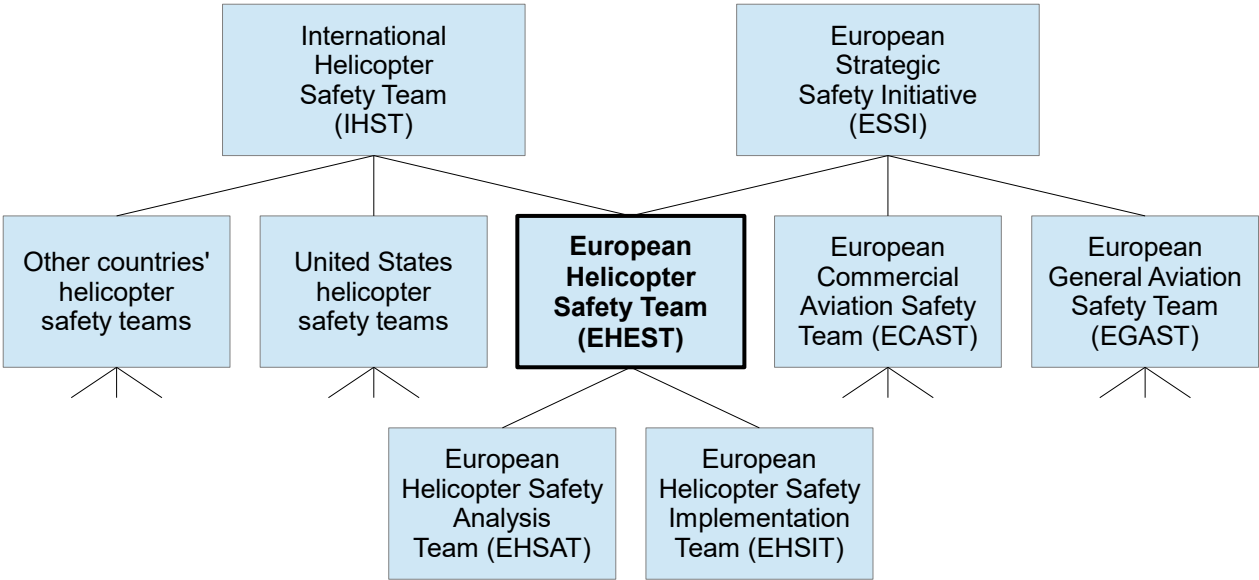 International
Helicopter
Safety Team
(IHST)
European
Strategic
Safety Initiative
(ESSI)
Other countries'
helicopter
safety teams
United States
helicopter
safety teams
European
Helicopter
Safety Team
(EHEST)
European
Commercial
Aviation Safety
Team (ECAST)
European
General Aviation
Safety Team
(EGAST)
European
Helicopter Safety
Analysis
Team (EHSAT)
European
Helicopter Safety
Implementation
Team (EHSIT)